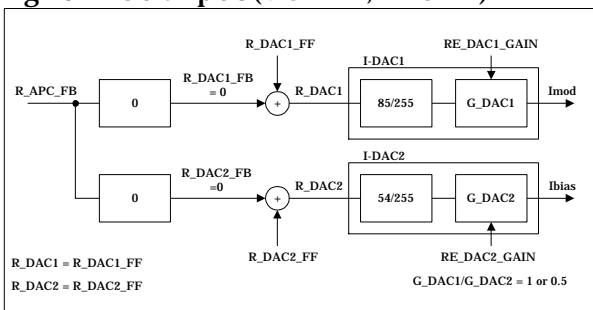 R_DAC1_FF
RE_DAC1_GAIN
I-DAC1
R_APC_FB
0
R_DAC1_FB
= 0
+
R_DAC1
85/255
G_DAC1
Imod
I-DAC2
0
R_DAC2_FB
=0
+
R_DAC2
54/255
G_DAC2
Ibias
R_DAC2_FF
RE_DAC2_GAIN
R_DAC1 = R_DAC1_FF
R_DAC2 = R_DAC2_FF
G_DAC1/G_DAC2 = 1 or 0.5